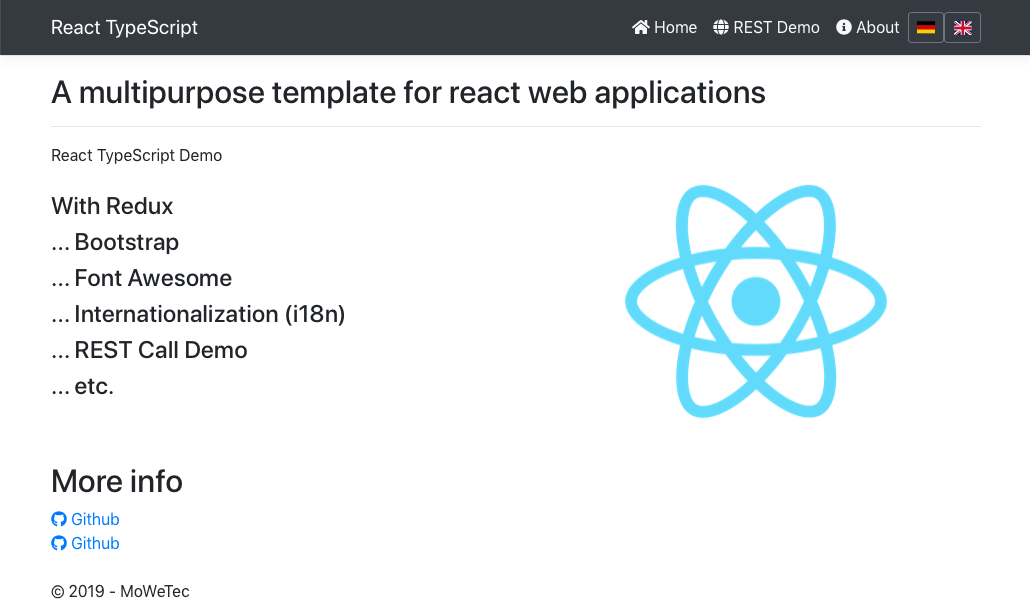 React TypeScript Home REST Demo About
A multipurpose template for react web applications
React TypeScript Demo
With Redux
... Bootstrap
... Font Awesome
... Internationalization (i18n)
... REST Call Demo
... etc.
More info
Github
Github
© 2019 - MoWeTec